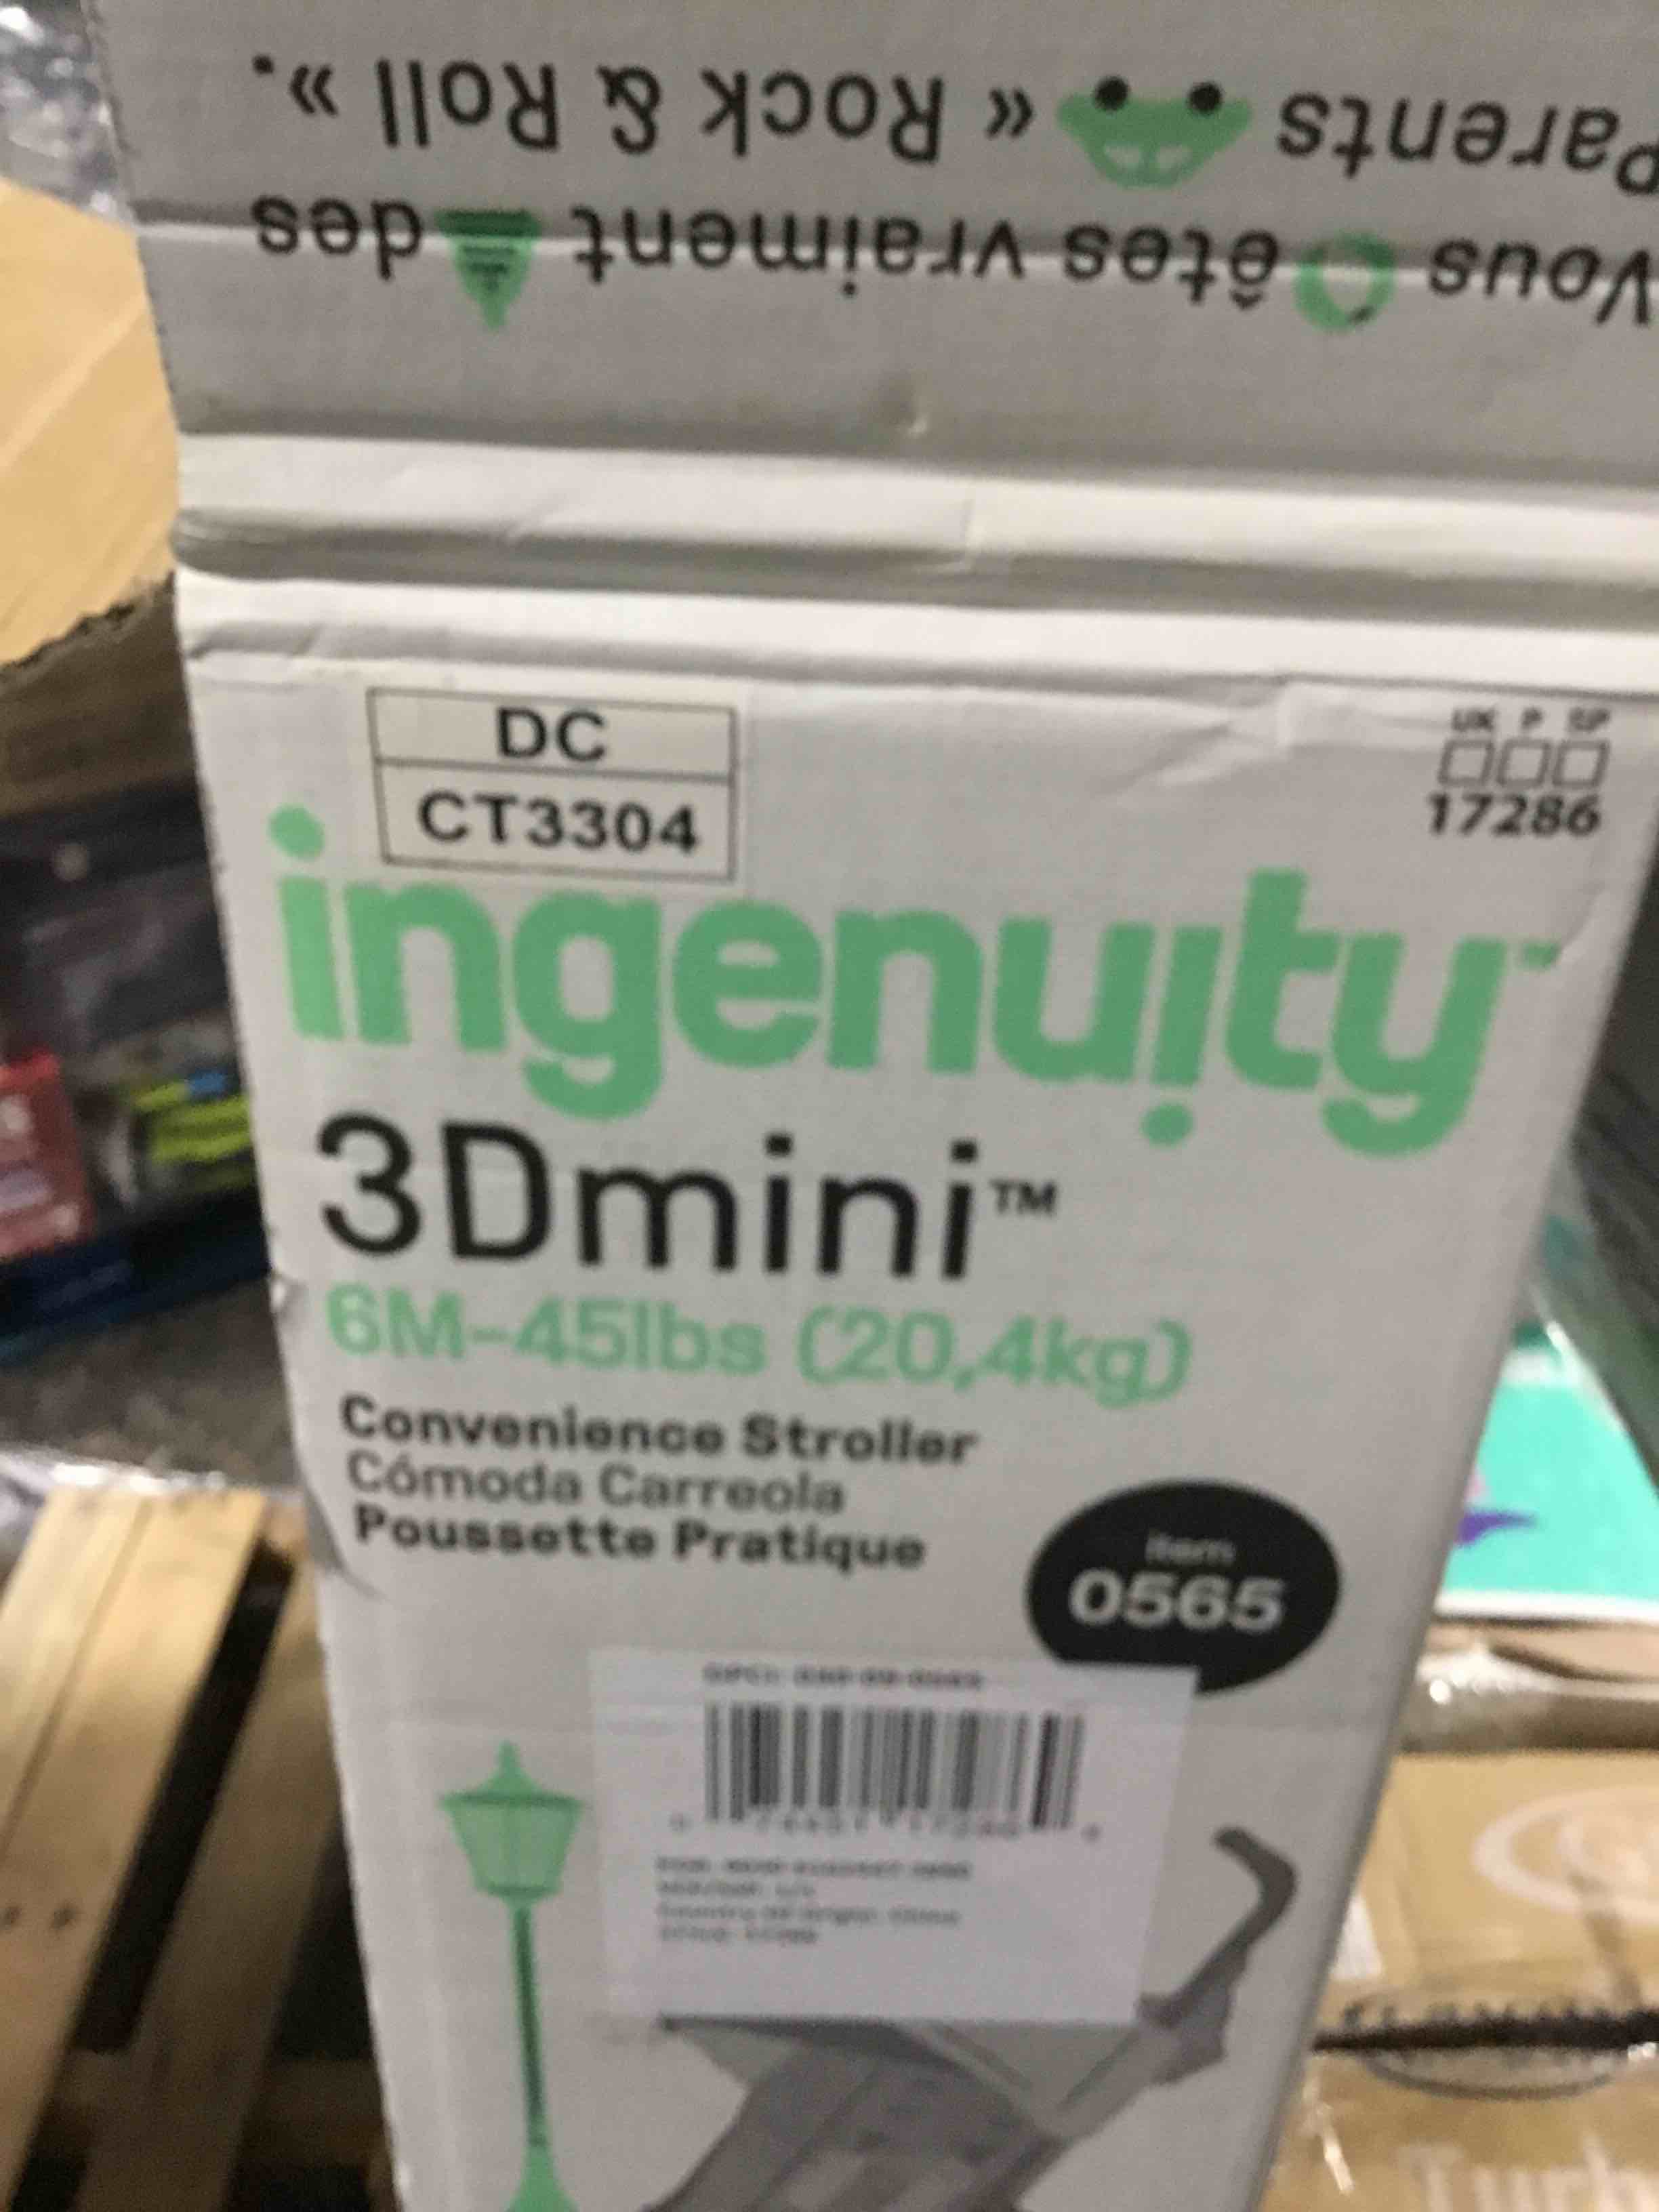 Vous êtes vraiment des
Parents « Rock & Roll ».
DC
CT3304
UK P SP
17286
ingenuity™
3Dmini™
6M-45lbs (20,4kg)
Convenience Stroller
Cómoda Carreola
Poussette Pratique
item
0565